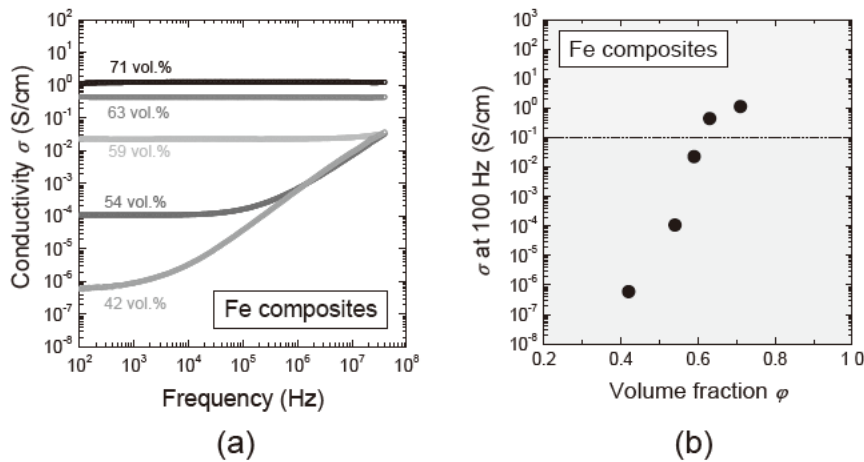 10² 10¹ 10⁰ 10⁻¹ 10⁻² 10⁻³ 10⁻⁴ 10⁻⁵ 10⁻⁶ 10⁻⁷ 10⁻⁸
Conductivity σ (S/cm)
71 vol.%
63 vol.%
59 vol.%
54 vol.%
42 vol.%
Fe composites
10² 10³ 10⁴ 10⁵ 10⁶ 10⁷ 10⁸
Frequency (Hz)
(a)
10³ 10² 10¹ 10⁰ 10⁻¹ 10⁻² 10⁻³ 10⁻⁴ 10⁻⁵ 10⁻⁶ 10⁻⁷ 10⁻⁸
σ at 100 Hz (S/cm)
Fe composites
0.2 0.4 0.6 0.8 1 0
Volume fraction φ
(b)